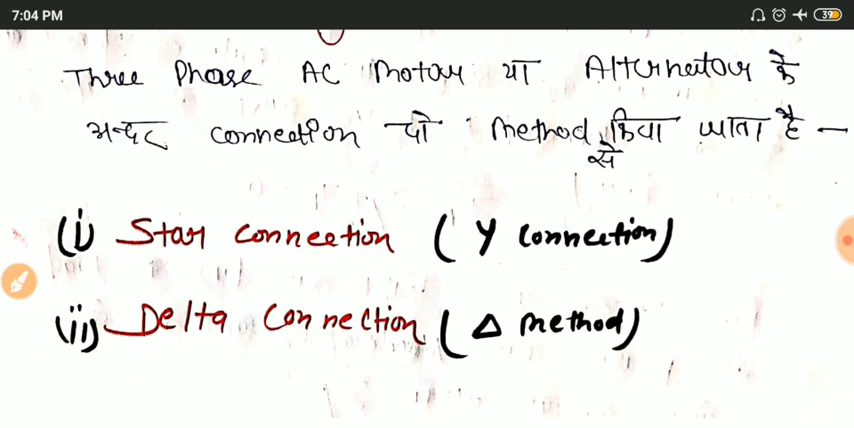 7:04 PM 39
Three Phase AC Motor या Alternator के
अन्दर connection दो method से किया जाता है —
(i) Star connection ( Y connection)
(ii) Delta connection ( Δ method)